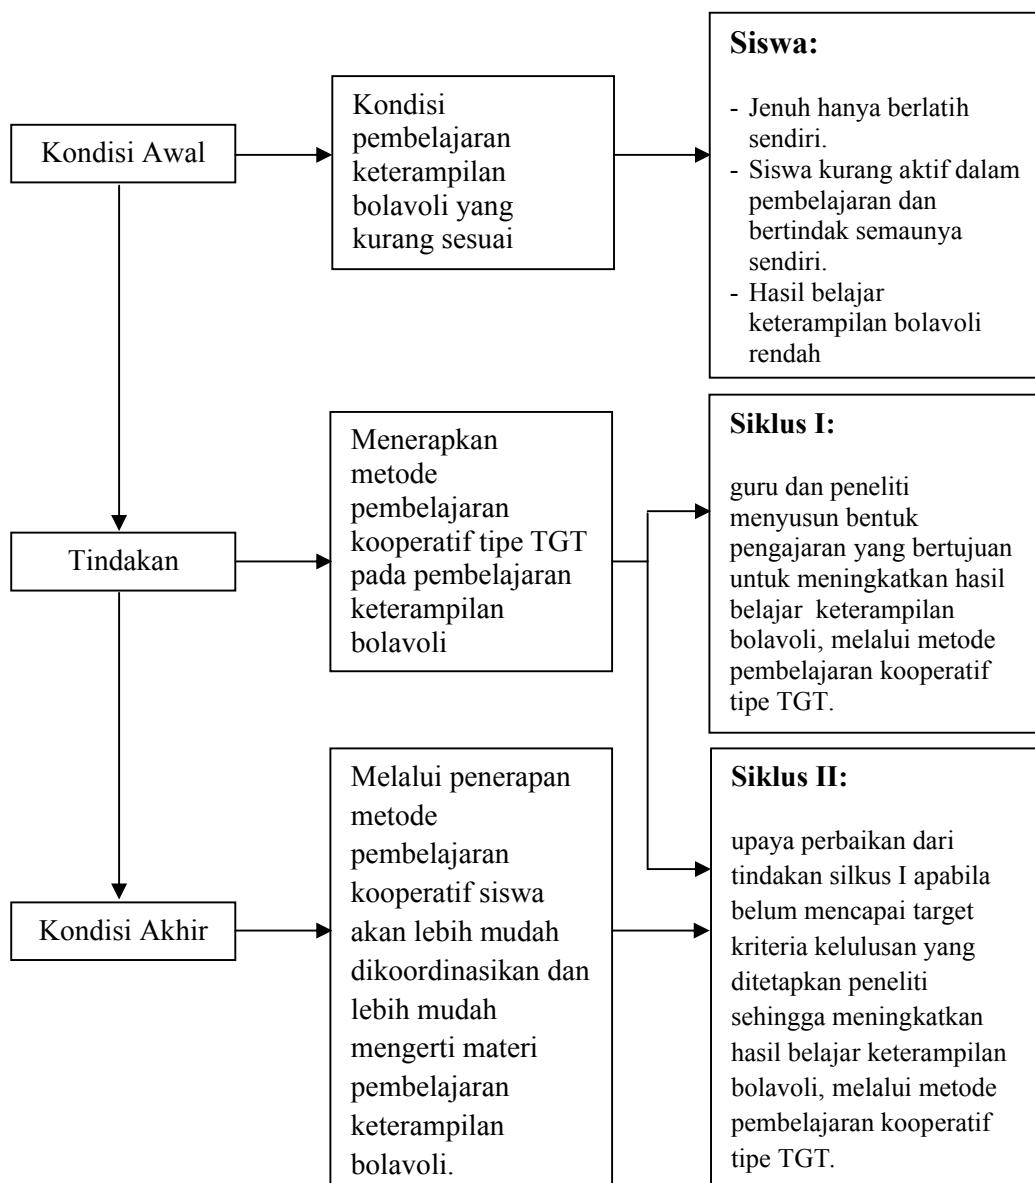 Kondisi Awal
Kondisi
pembelajaran
keterampilan
bolavoli yang
kurang sesuai
Siswa:
- Jenuh hanya berlatih
sendiri.
- Siswa kurang aktif dalam
pembelajaran dan
bertindak semaunya
sendiri.
- Hasil belajar
keterampilan bolavoli
rendah
Tindakan
Menerapkan
metode
pembelajaran
kooperatif tipe TGT
pada pembelajaran
keterampilan
bolavoli
Siklus I:
guru dan peneliti
menyusun bentuk
pengajaran yang bertujuan
untuk meningkatkan hasil
belajar keterampilan
bolavoli, melalui metode
pembelajaran kooperatif
tipe TGT.
Kondisi Akhir
Melalui penerapan
metode
pembelajaran
kooperatif siswa
akan lebih mudah
dikoordinasikan dan
lebih mudah
mengerti materi
pembelajaran
keterampilan
bolavoli.
Siklus II:
upaya perbaikan dari
tindakan silkus I apabila
belum mencapai target
kriteria kelulusan yang
ditetapkan peneliti
sehingga meningkatkan
hasil belajar keterampilan
bolavoli, melalui metode
pembelajaran kooperatif
tipe TGT.